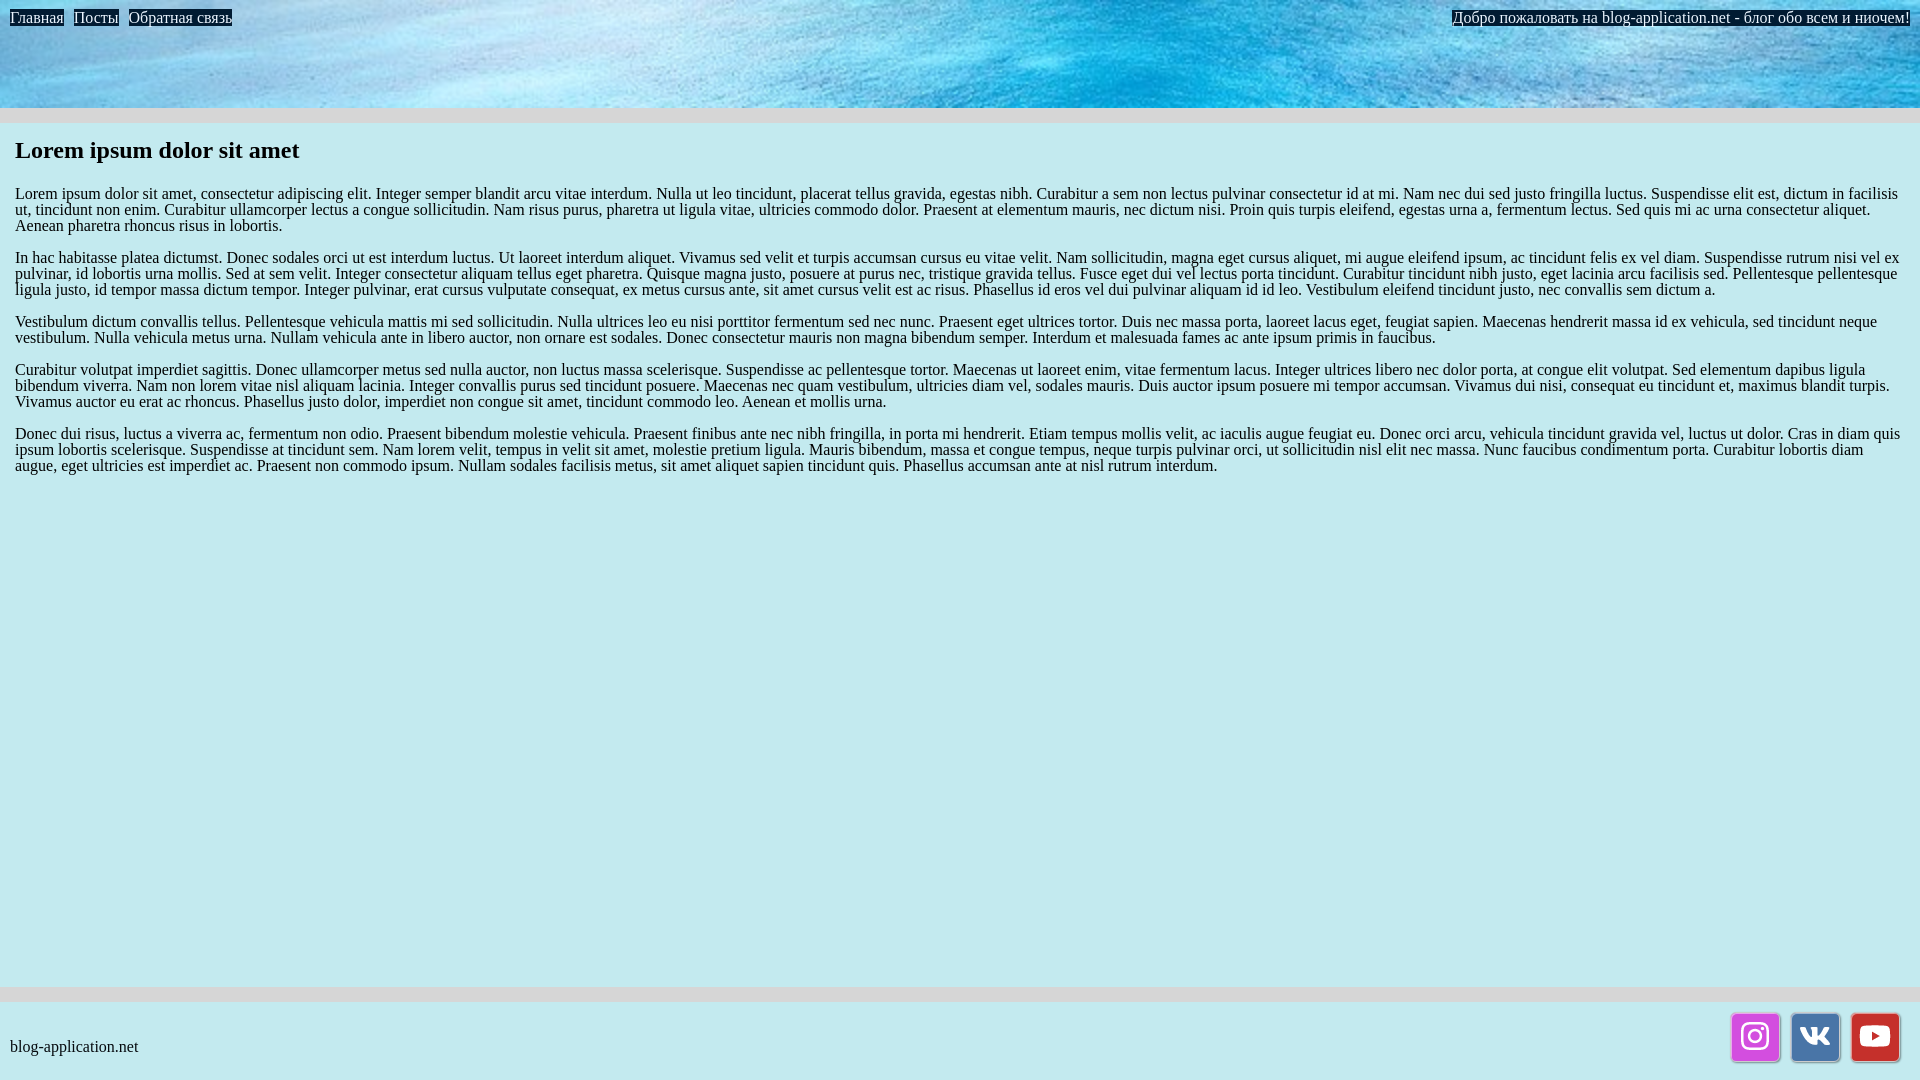 Главная Посты Обратная связь
Добро пожаловать на blog-application.net - блог обо всем и ниочем!
Lorem ipsum dolor sit amet
Lorem ipsum dolor sit amet, consectetur adipiscing elit. Integer semper blandit arcu vitae interdum. Nulla ut leo tincidunt, placerat tellus gravida, egestas nibh. Curabitur a sem non lectus pulvinar consectetur id at mi. Nam nec dui sed justo fringilla luctus. Suspendisse elit est, dictum in facilisis
ut, tincidunt non enim. Curabitur ullamcorper lectus a congue sollicitudin. Nam risus purus, pharetra ut ligula vitae, ultricies commodo dolor. Praesent at elementum mauris, nec dictum nisi. Proin quis turpis eleifend, egestas urna a, fermentum lectus. Sed quis mi ac urna consectetur aliquet.
Aenean pharetra rhoncus risus in lobortis.
In hac habitasse platea dictumst. Donec sodales orci ut est interdum luctus. Ut laoreet interdum aliquet. Vivamus sed velit et turpis accumsan cursus eu vitae velit. Nam sollicitudin, magna eget cursus aliquet, mi augue eleifend ipsum, ac tincidunt felis ex vel diam. Suspendisse rutrum nisi vel ex
pulvinar, id lobortis urna mollis. Sed at sem velit. Integer consectetur aliquam tellus eget pharetra. Quisque magna justo, posuere at purus nec, tristique gravida tellus. Fusce eget dui vel lectus porta tincidunt. Curabitur tincidunt nibh justo, eget lacinia arcu facilisis sed. Pellentesque pellentesque
ligula justo, id tempor massa dictum tempor. Integer pulvinar, erat cursus vulputate consequat, ex metus cursus ante, sit amet cursus velit est ac risus. Phasellus id eros vel dui pulvinar aliquam id id leo. Vestibulum eleifend tincidunt justo, nec convallis sem dictum a.
Vestibulum dictum convallis tellus. Pellentesque vehicula mattis mi sed sollicitudin. Nulla ultrices leo eu nisi porttitor fermentum sed nec nunc. Praesent eget ultrices tortor. Duis nec massa porta, laoreet lacus eget, feugiat sapien. Maecenas hendrerit massa id ex vehicula, sed tincidunt neque
vestibulum. Nulla vehicula metus urna. Nullam vehicula ante in libero auctor, non ornare est sodales. Donec consectetur mauris non magna bibendum semper. Interdum et malesuada fames ac ante ipsum primis in faucibus.
Curabitur volutpat imperdiet sagittis. Donec ullamcorper metus sed nulla auctor, non luctus massa scelerisque. Suspendisse ac pellentesque tortor. Maecenas ut laoreet enim, vitae fermentum lacus. Integer ultrices libero nec dolor porta, at congue elit volutpat. Sed elementum dapibus ligula
bibendum viverra. Nam non lorem vitae nisl aliquam lacinia. Integer convallis purus sed tincidunt posuere. Maecenas nec quam vestibulum, ultricies diam vel, sodales mauris. Duis auctor ipsum posuere mi tempor accumsan. Vivamus dui nisi, consequat eu tincidunt et, maximus blandit turpis.
Vivamus auctor eu erat ac rhoncus. Phasellus justo dolor, imperdiet non congue sit amet, tincidunt commodo leo. Aenean et mollis urna.
Donec dui risus, luctus a viverra ac, fermentum non odio. Praesent bibendum molestie vehicula. Praesent finibus ante nec nibh fringilla, in porta mi hendrerit. Etiam tempus mollis velit, ac iaculis augue feugiat eu. Donec orci arcu, vehicula tincidunt gravida vel, luctus ut dolor. Cras in diam quis
ipsum lobortis scelerisque. Suspendisse at tincidunt sem. Nam lorem velit, tempus in velit sit amet, molestie pretium ligula. Mauris bibendum, massa et congue tempus, neque turpis pulvinar orci, ut sollicitudin nisl elit nec massa. Nunc faucibus condimentum porta. Curabitur lobortis diam
augue, eget ultricies est imperdiet ac. Praesent non commodo ipsum. Nullam sodales facilisis metus, sit amet aliquet sapien tincidunt quis. Phasellus accumsan ante at nisl rutrum interdum.
blog-application.net